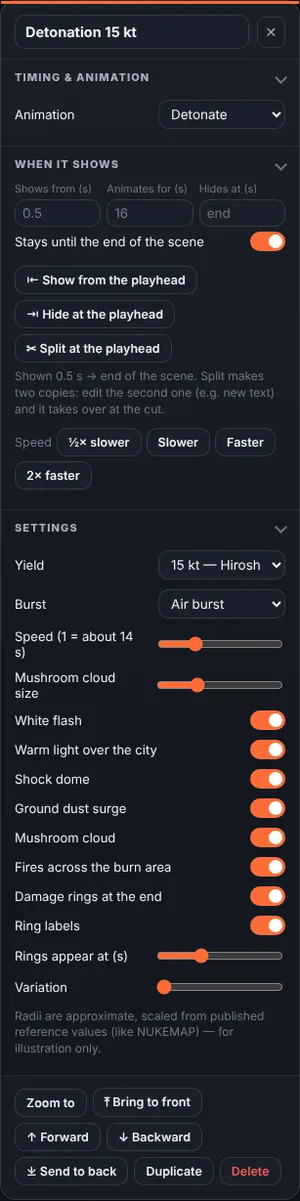 Detonation 15 kt
✕
TIMING & ANIMATION
Animation
Detonate
WHEN IT SHOWS
Shows from (s)
Animates for (s)
Hides at (s)
0.5
16
end
Stays until the end of the scene
⇤ Show from the playhead
⇥ Hide at the playhead
✂ Split at the playhead
Shown 0.5 s → end of the scene. Split makes
two copies: edit the second one (e.g. new text)
and it takes over at the cut.
Speed
½× slower
Slower
Faster
2× faster
SETTINGS
Yield
15 kt — Hirosh
Burst
Air burst
Speed (1 = about 14
s)
Mushroom cloud
size
White flash
Warm light over the city
Shock dome
Ground dust surge
Mushroom cloud
Fires across the burn area
Damage rings at the end
Ring labels
Rings appear at (s)
Variation
Radii are approximate, scaled from published
reference values (like NUKEMAP) — for
illustration only.
Zoom to
⤒ Bring to front
↑ Forward
↓ Backward
⤓ Send to back
Duplicate
Delete